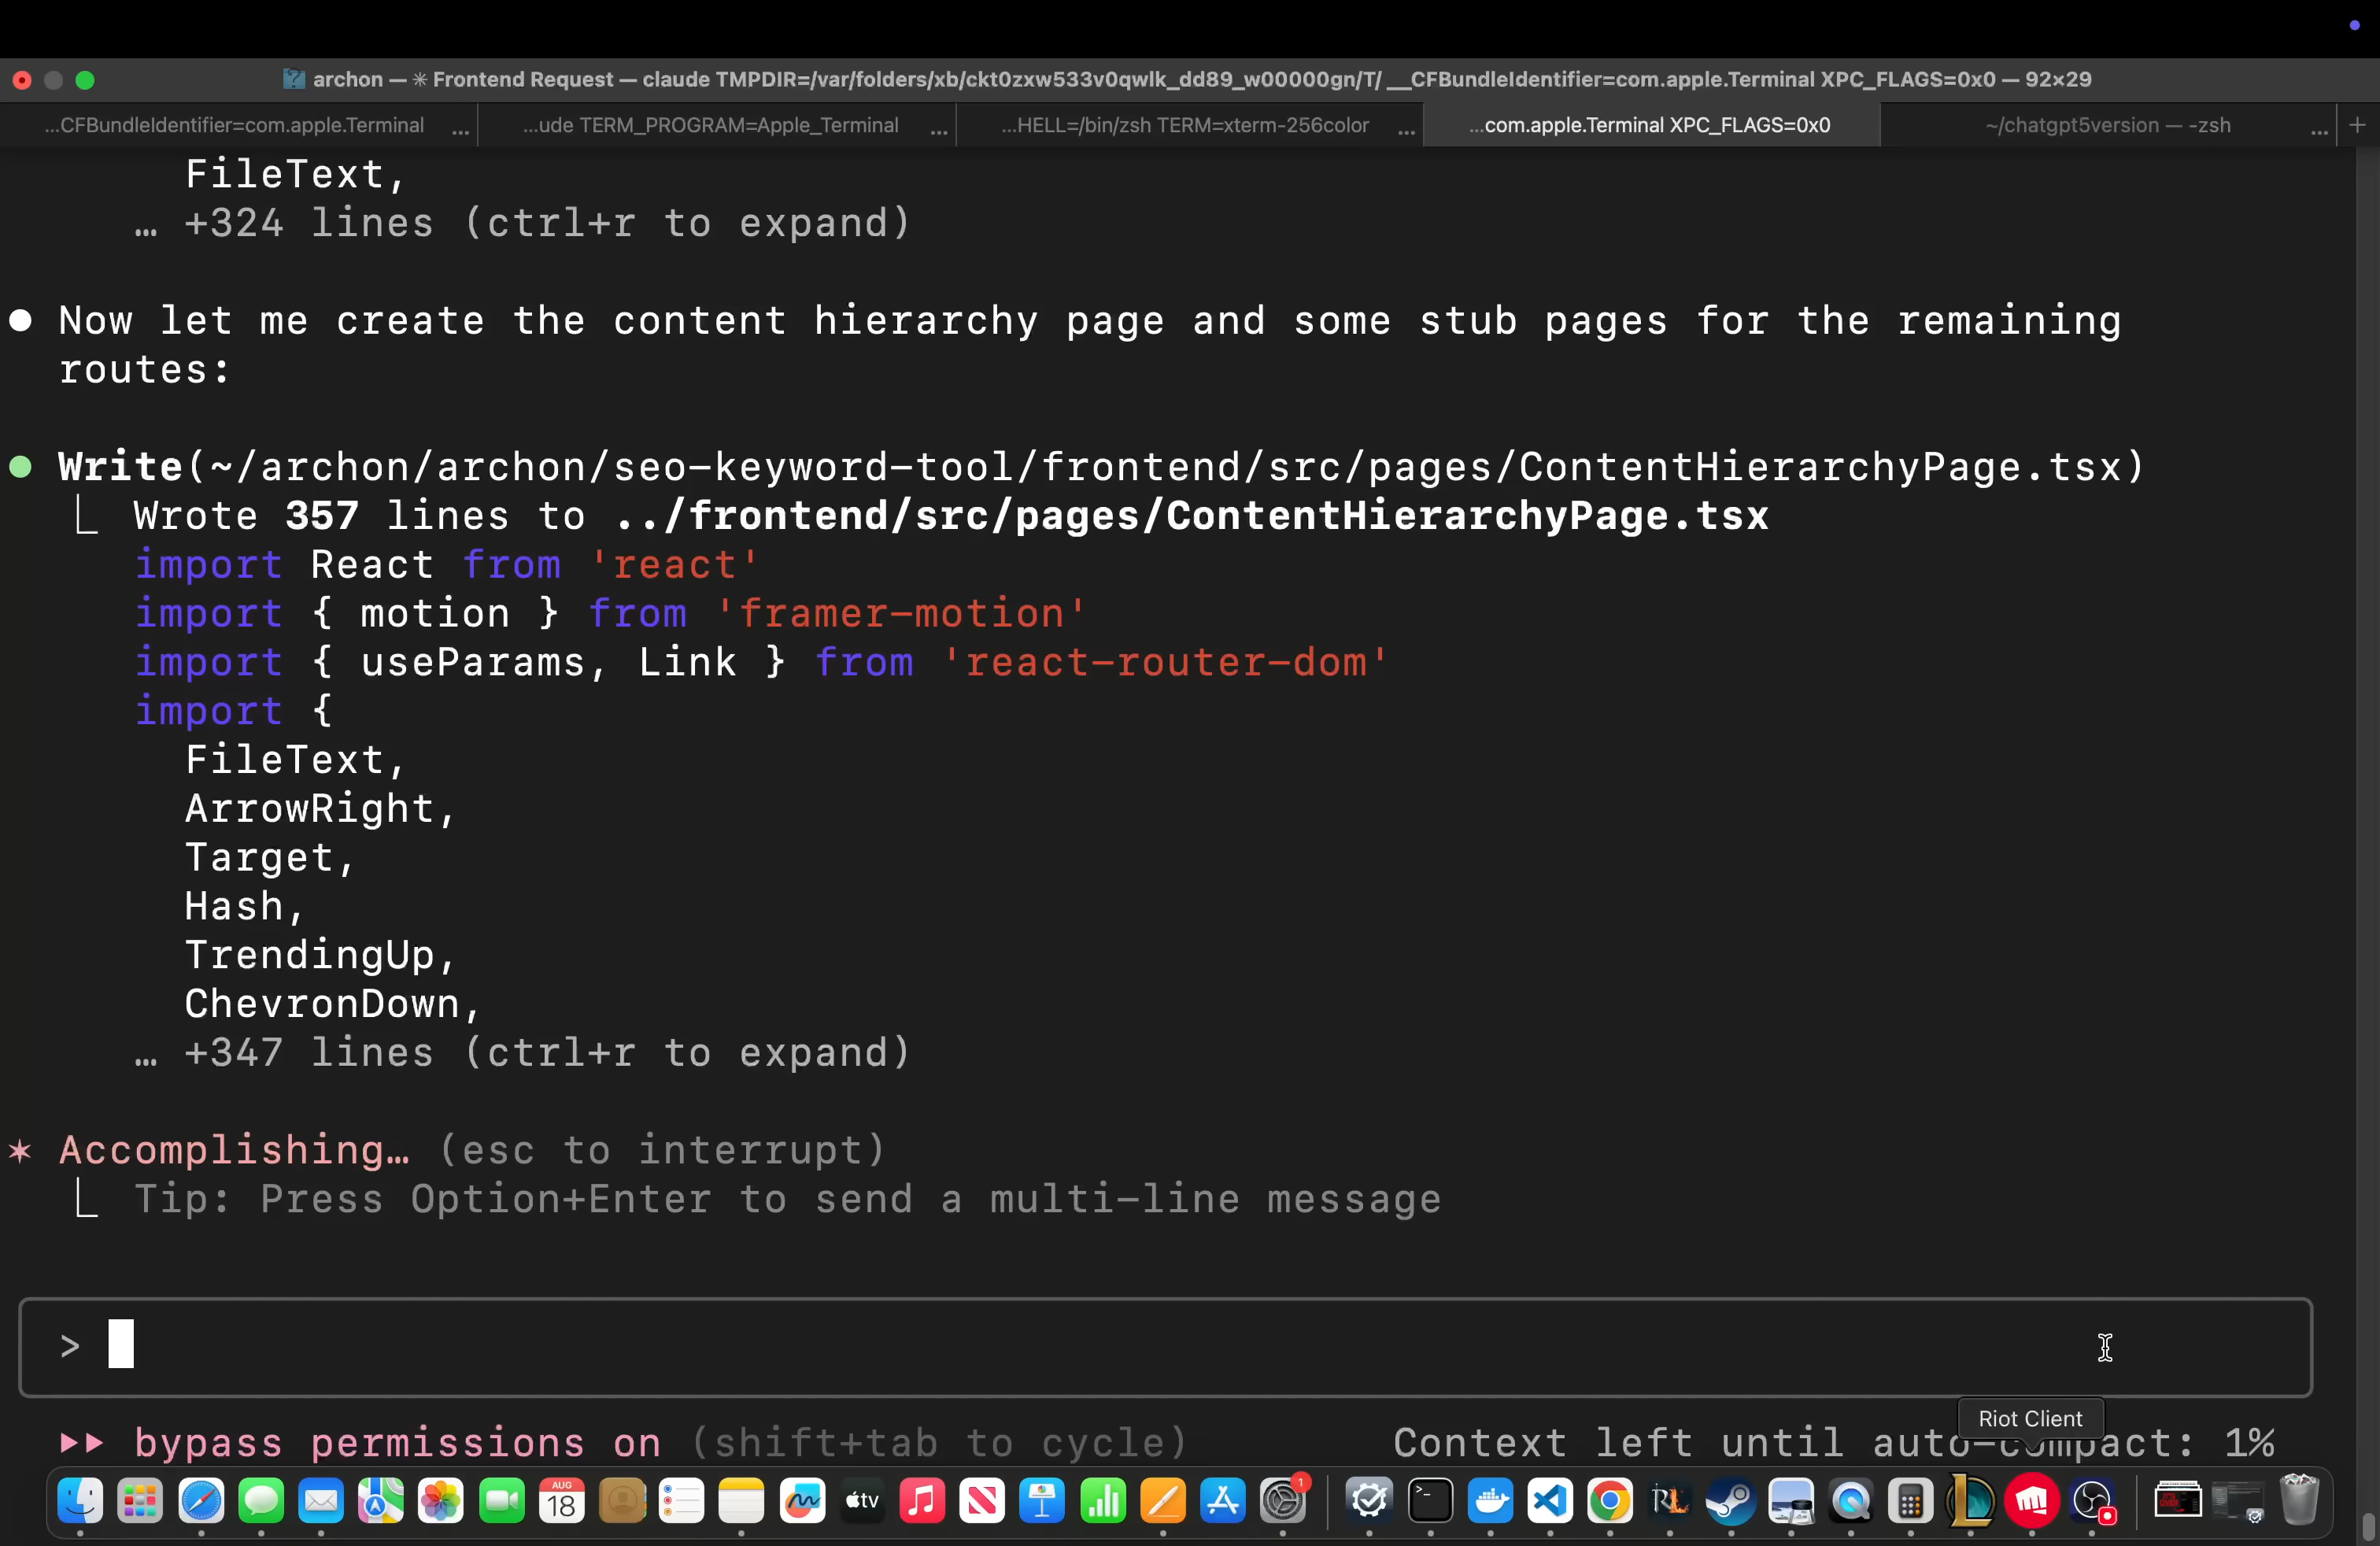 archon — ✳ Frontend Request — claude TMPDIR=/var/folders/xb/ckt0zxw533v0qwlk_dd89_w00000gn/T/ __CFBundleIdentifier=com.apple.Terminal XPC_FLAGS=0x0 — 92×29
...CFBundleIdentifier=com.apple.Terminal ... ...ude TERM_PROGRAM=Apple_Terminal ... ...HELL=/bin/zsh TERM=xterm-256color ... ...com.apple.Terminal XPC_FLAGS=0x0 ~/chatgpt5version — -zsh ... +
FileText,
… +324 lines (ctrl+r to expand)
● Now let me create the content hierarchy page and some stub pages for the remaining
routes:
● Write(~/archon/archon/seo-keyword-tool/frontend/src/pages/ContentHierarchyPage.tsx)
⎿ Wrote 357 lines to ../frontend/src/pages/ContentHierarchyPage.tsx
import React from 'react'
import { motion } from 'framer-motion'
import { useParams, Link } from 'react-router-dom'
import {
FileText,
ArrowRight,
Target,
Hash,
TrendingUp,
ChevronDown,
… +347 lines (ctrl+r to expand)
✶ Accomplishing… (esc to interrupt)
⎿ Tip: Press Option+Enter to send a multi-line message
>
Riot Client
▶▶ bypass permissions on (shift+tab to cycle) Context left until auto-compact: 1%
AUG
18
tv
1